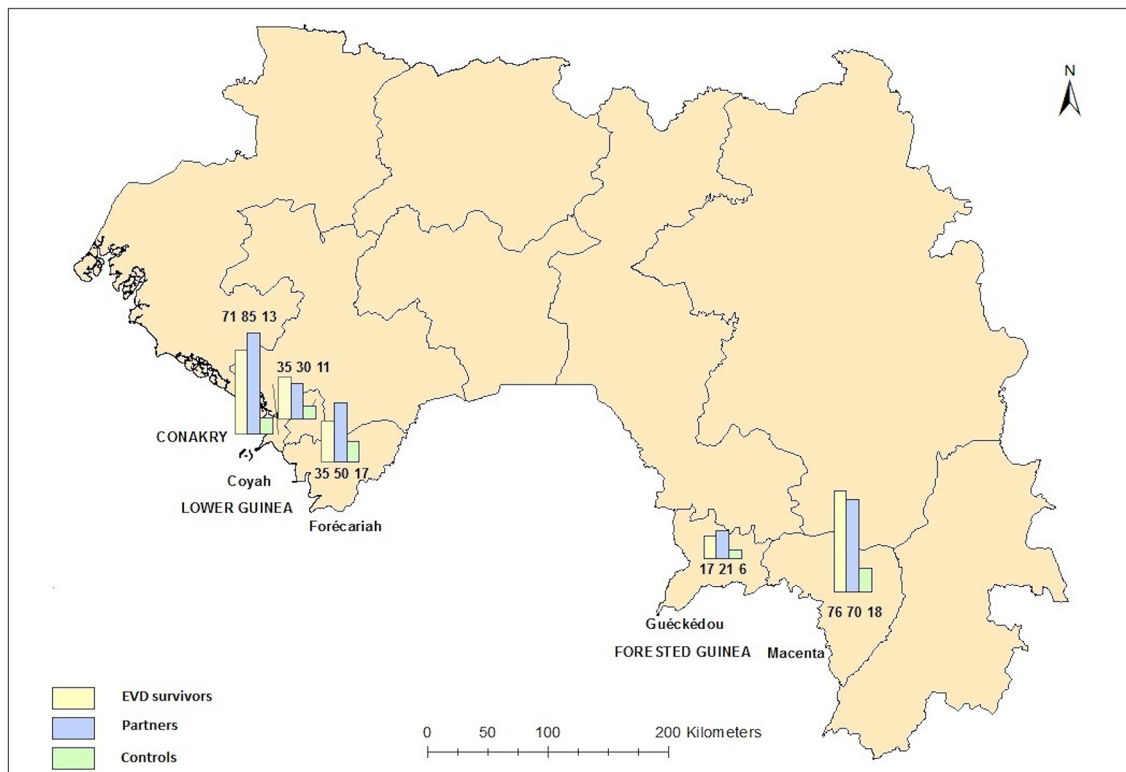 N
71 85 13
35 30 11
CONAKRY
35 50 17
Coyah
LOWER GUINEA
Forécariah
17 21 6
76 70 18
Guéckédou
FORESTED GUINEA
Macenta
EVD survivors
Partners
Controls
0 50 100 200 Kilometers